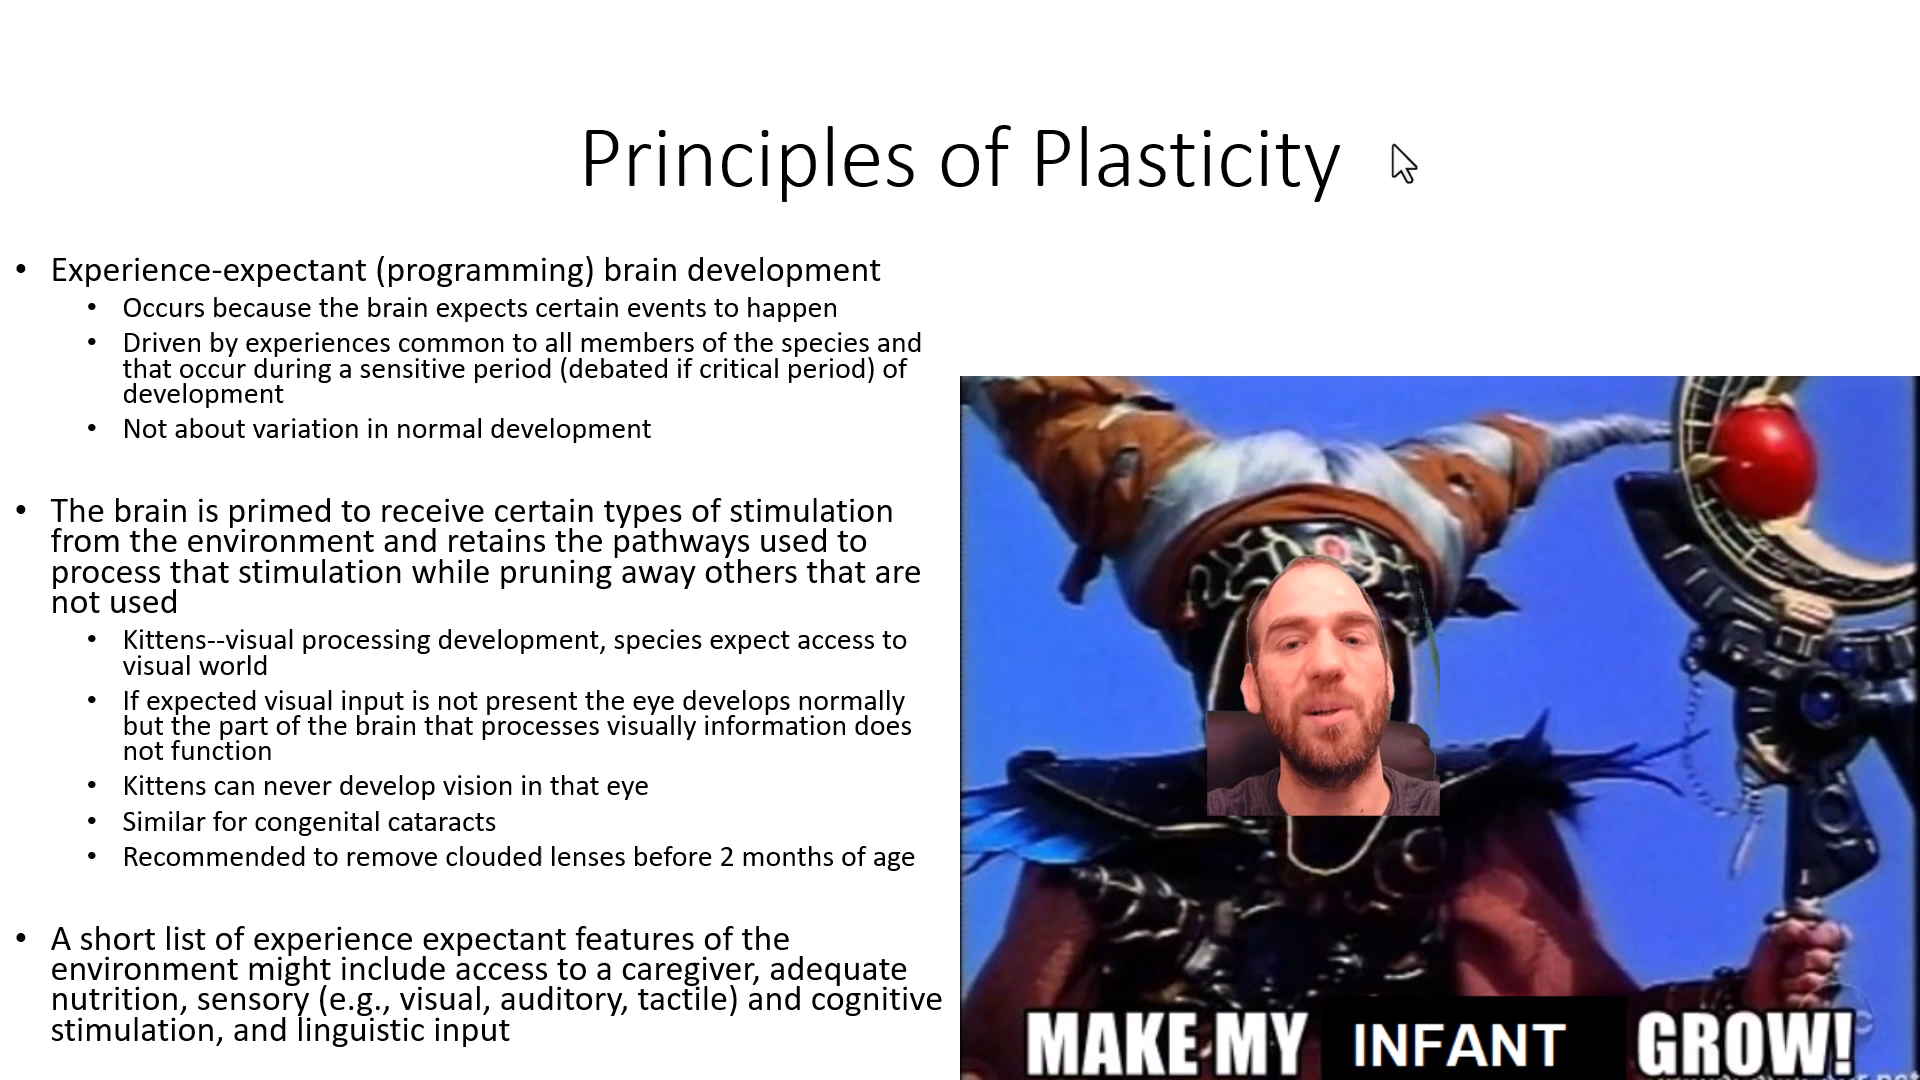 Principles of Plasticity
• Experience-expectant (programming) brain development
• Occurs because the brain expects certain events to happen
• Driven by experiences common to all members of the species and
that occur during a sensitive period (debated if critical period) of
development
• Not about variation in normal development
• The brain is primed to receive certain types of stimulation
from the environment and retains the pathways used to
process that stimulation while pruning away others that are
not used
• Kittens--visual processing development, species expect access to
visual world
• If expected visual input is not present the eye develops normally
but the part of the brain that processes visually information does
not function
• Kittens can never develop vision in that eye
• Similar for congenital cataracts
• Recommended to remove clouded lenses before 2 months of age
• A short list of experience expectant features of the
environment might include access to a caregiver, adequate
nutrition, sensory (e.g., visual, auditory, tactile) and cognitive
stimulation, and linguistic input
MAKE MY INFANT GROW!